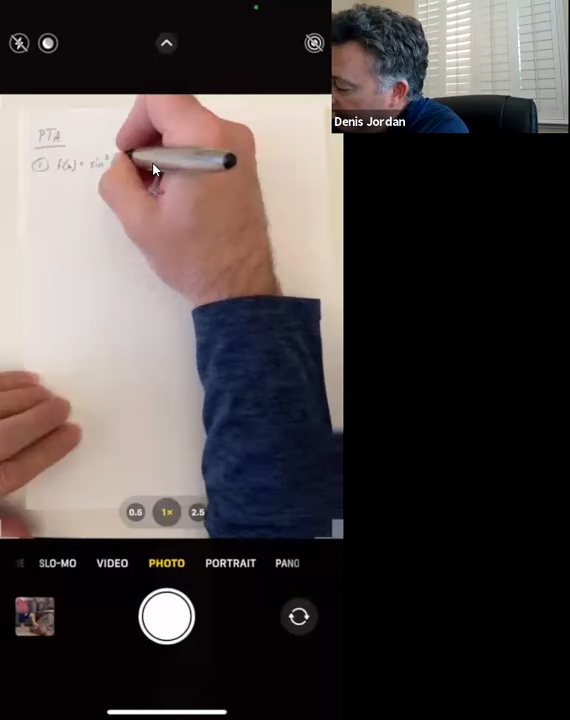 Denis Jordan
PTA
① f(x) = sin³
0.5 1× 2.5
SLO-MO VIDEO PHOTO PORTRAIT PANO